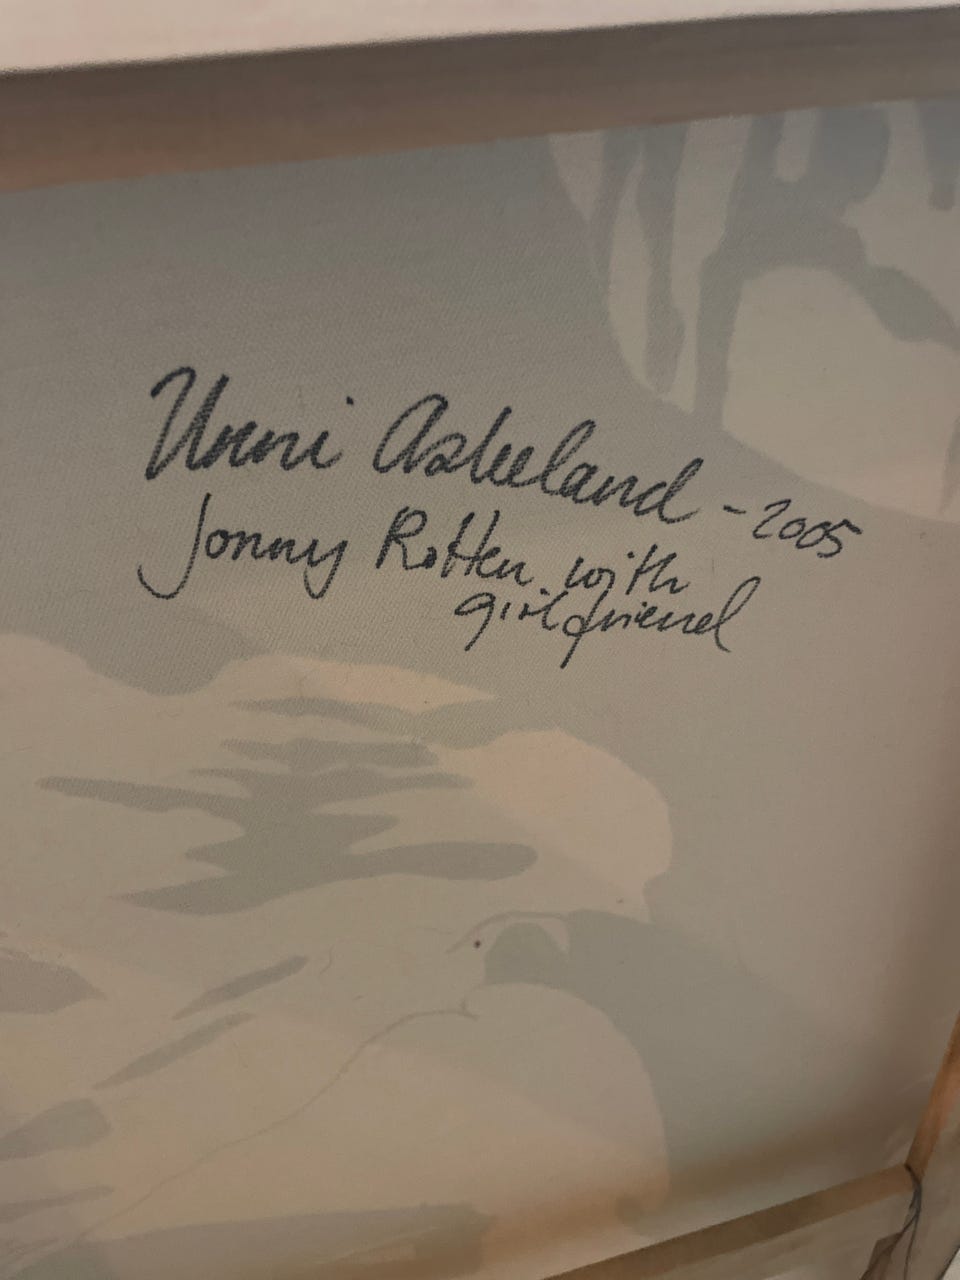 Unni Askeland - 2005
Jonny Rotten with
girlfriend